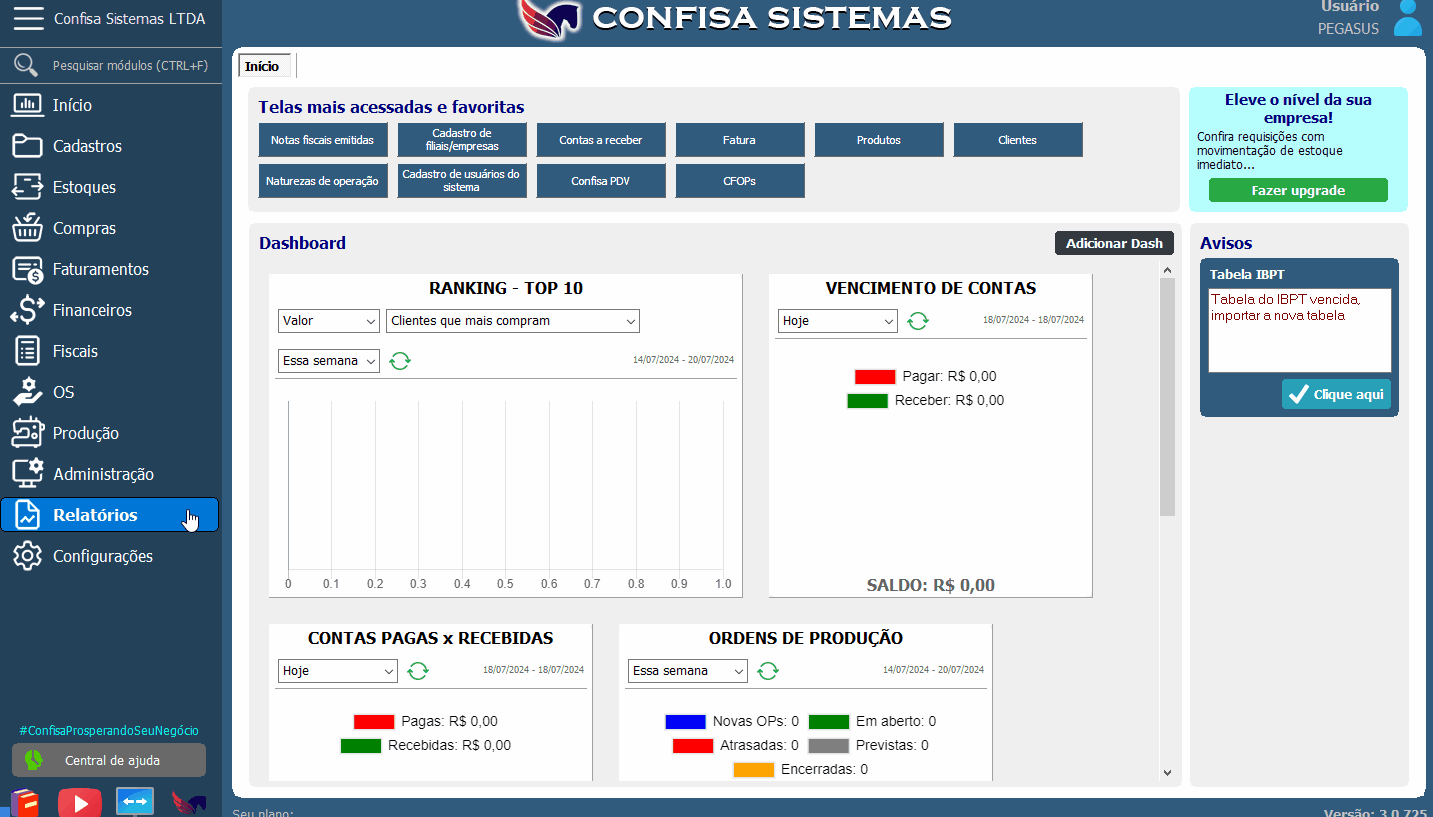 Confisa Sistemas LTDA
CONFISA SISTEMAS
Usuário
PEGASUS
Pesquisar módulos (CTRL+F)
Início
Cadastros
Estoques
Compras
Faturamentos
Financeiros
Fiscais
OS
Produção
Administração
Relatórios
Configurações
#ConfisaProsperandoSeuNegócio
Central de ajuda
Início
Telas mais acessadas e favoritas
Notas fiscais emitidas
Cadastro de
filiais/empresas
Contas a receber
Fatura
Produtos
Clientes
Naturezas de operação
Cadastro de usuários do
sistema
Confisa PDV
CFOPs
Eleve o nível da sua
empresa!
Confira requisições com
movimentação de estoque
imediato...
Fazer upgrade
Dashboard
Adicionar Dash
RANKING - TOP 10
Valor
Clientes que mais compram
Essa semana
14/07/2024 - 20/07/2024
0 0.1 0.2 0.3 0.4 0.5 0.6 0.7 0.8 0.9 1.0
VENCIMENTO DE CONTAS
Hoje
18/07/2024 - 18/07/2024
Pagar: R$ 0,00
Receber: R$ 0,00
SALDO: R$ 0,00
CONTAS PAGAS x RECEBIDAS
Hoje
18/07/2024 - 18/07/2024
Pagas: R$ 0,00
Recebidas: R$ 0,00
ORDENS DE PRODUÇÃO
Essa semana
14/07/2024 - 20/07/2024
Novas OPs: 0 Em aberto: 0
Atrasadas: 0 Previstas: 0
Encerradas: 0
Avisos
Tabela IBPT
Tabela do IBPT vencida,
importar a nova tabela
Clique aqui
Seu plano:
Versão: 3.0.725